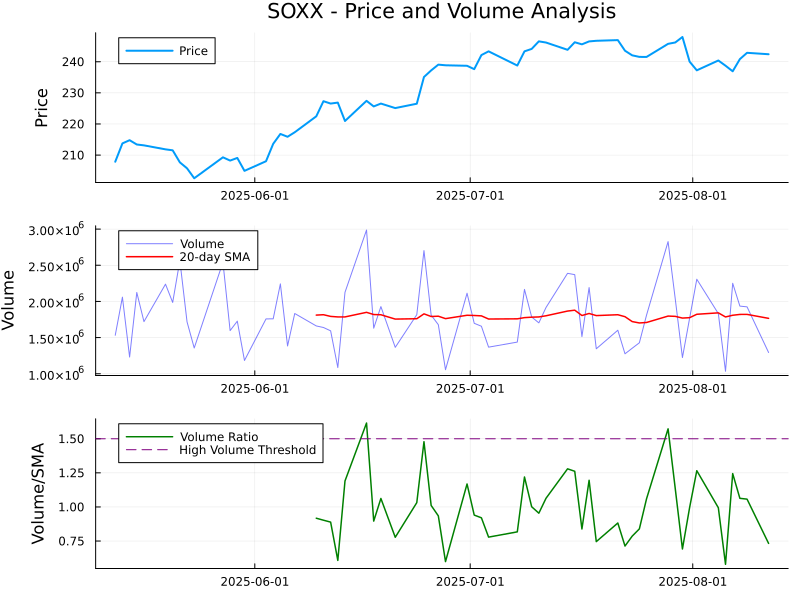 SOXX - Price and Volume Analysis
Price
Price
240
230
220
210
2025-06-01 2025-07-01 2025-08-01
Volume
Volume
20-day SMA
3.00×10⁶
2.50×10⁶
2.00×10⁶
1.50×10⁶
1.00×10⁶
2025-06-01 2025-07-01 2025-08-01
Volume/SMA
Volume Ratio
High Volume Threshold
1.50
1.25
1.00
0.75
2025-06-01 2025-07-01 2025-08-01